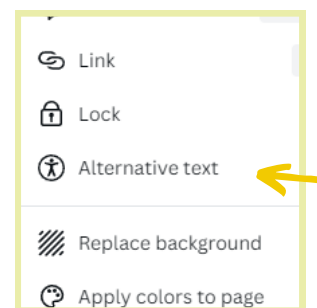 Link
Lock
Alternative text
Replace background
Apply colors to page